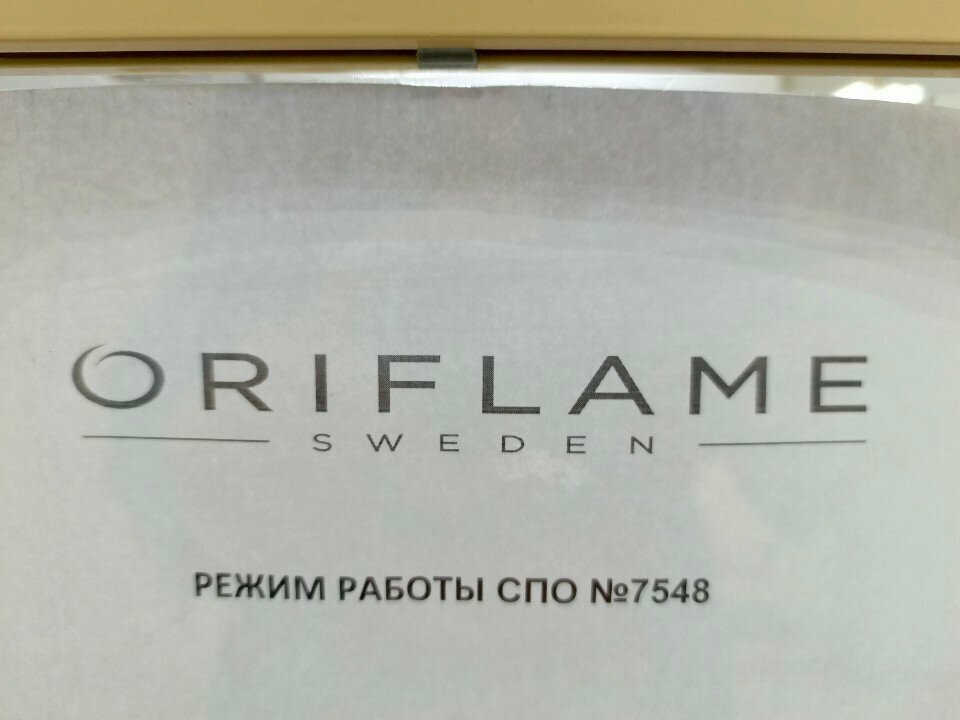 ORIFLAME
SWEDEN
РЕЖИМ РАБОТЫ СПО №7548